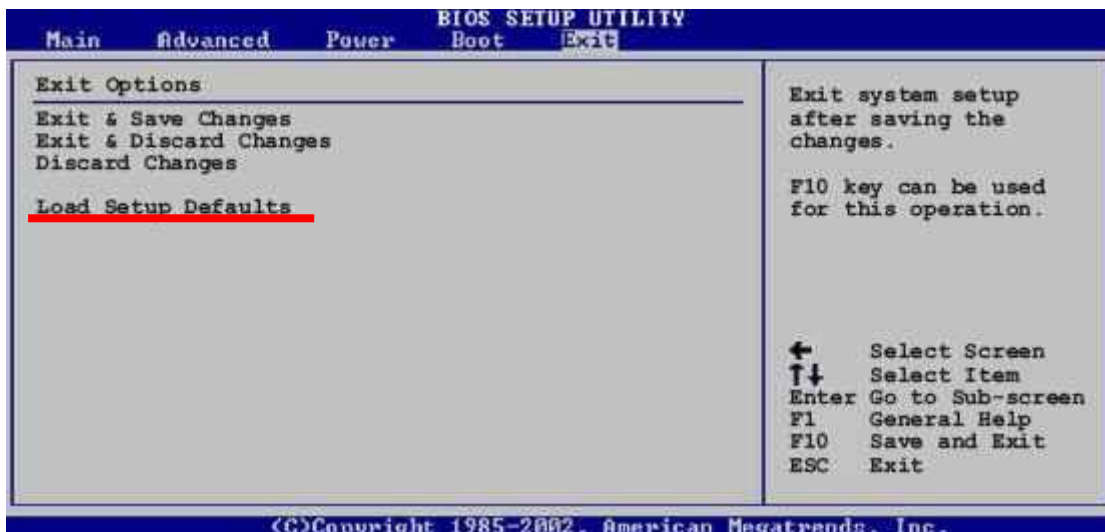 BIOS SETUP UTILITY
Main Advanced Power Boot Exit
Exit Options
Exit & Save Changes
Exit & Discard Changes
Discard Changes
Load Setup Defaults
Exit system setup
after saving the
changes.
F10 key can be used
for this operation.
← Select Screen
↑↓ Select Item
Enter Go to Sub-screen
F1 General Help
F10 Save and Exit
ESC Exit
(C)Copyright 1985-2002, American Megatrends, Inc.